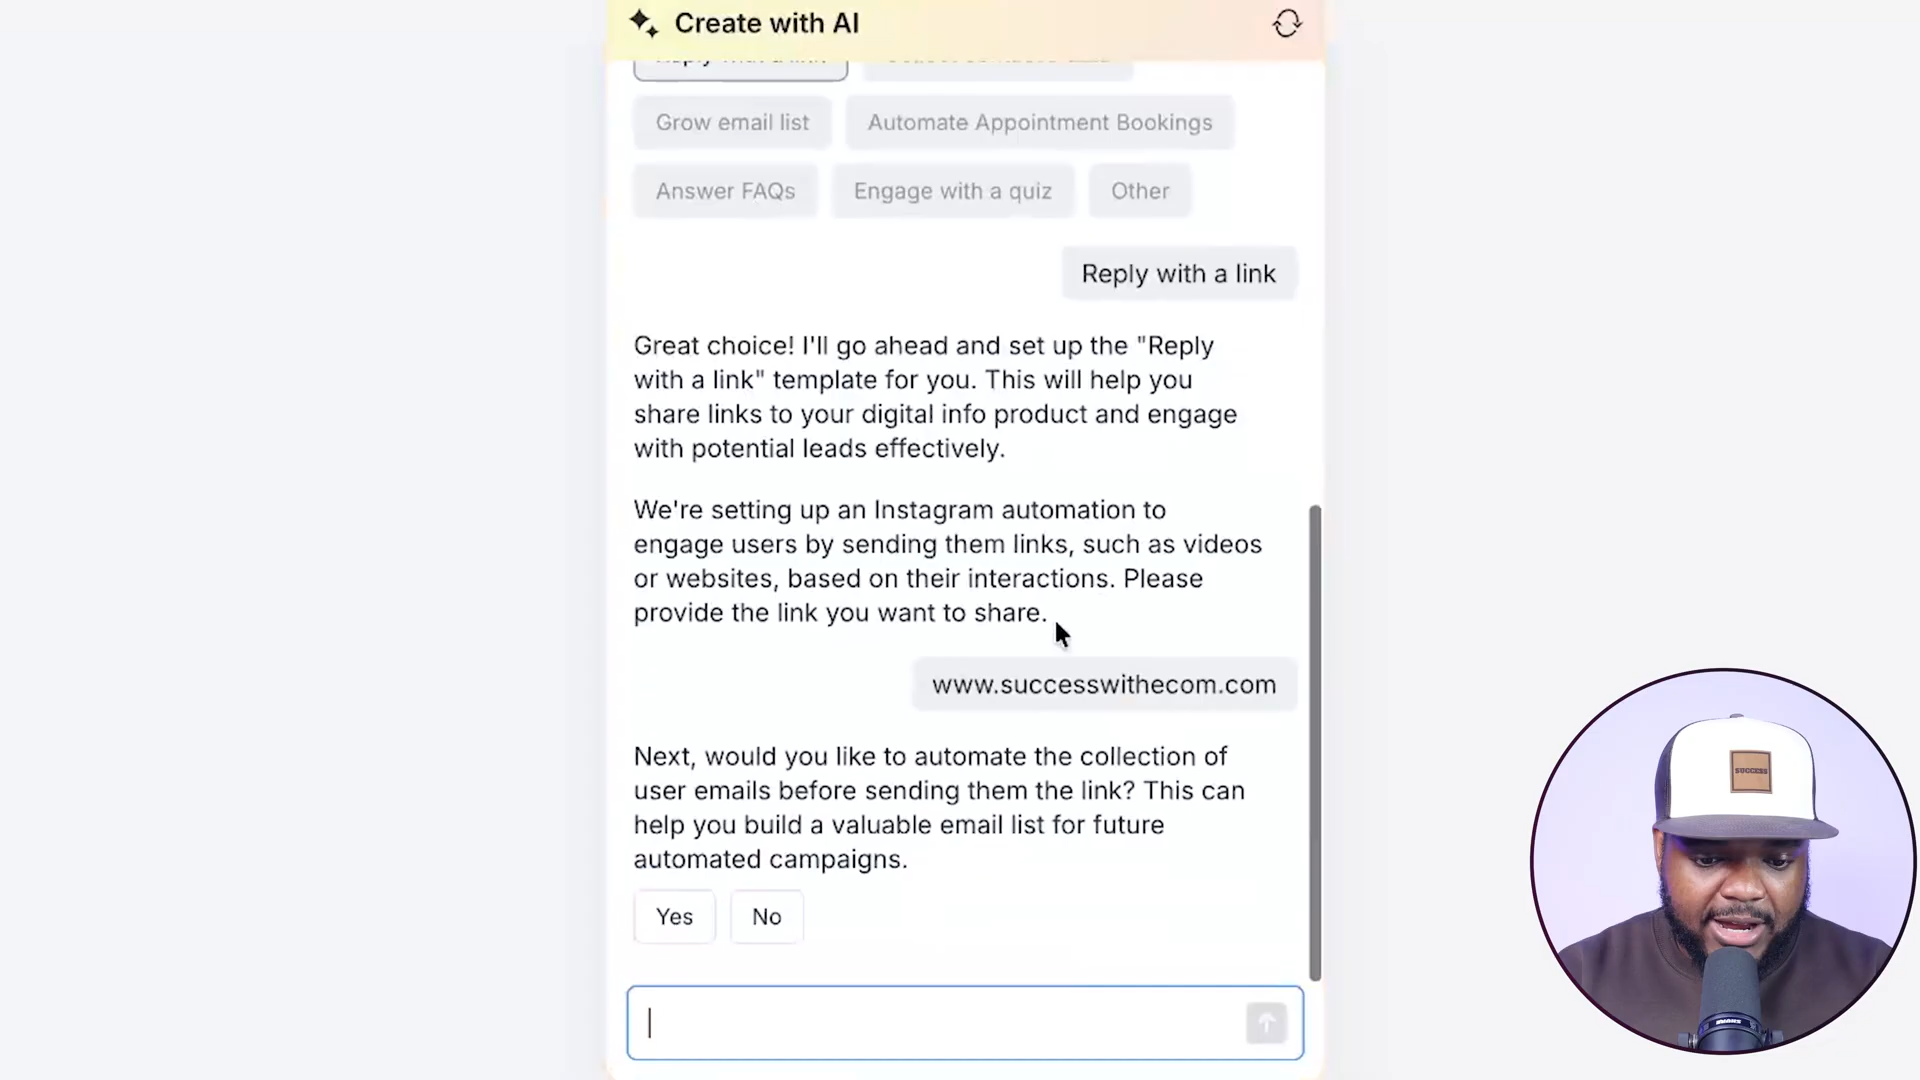 Create with AI
Reply with a link
Grow email list
Automate Appointment Bookings
Answer FAQs
Engage with a quiz
Other
Reply with a link
Great choice! I'll go ahead and set up the "Reply
with a link" template for you. This will help you
share links to your digital info product and engage
with potential leads effectively.
We're setting up an Instagram automation to
engage users by sending them links, such as videos
or websites, based on their interactions. Please
provide the link you want to share.
www.successwithecom.com
Next, would you like to automate the collection of
user emails before sending them the link? This can
help you build a valuable email list for future
automated campaigns.
Yes
No
SUCCESS